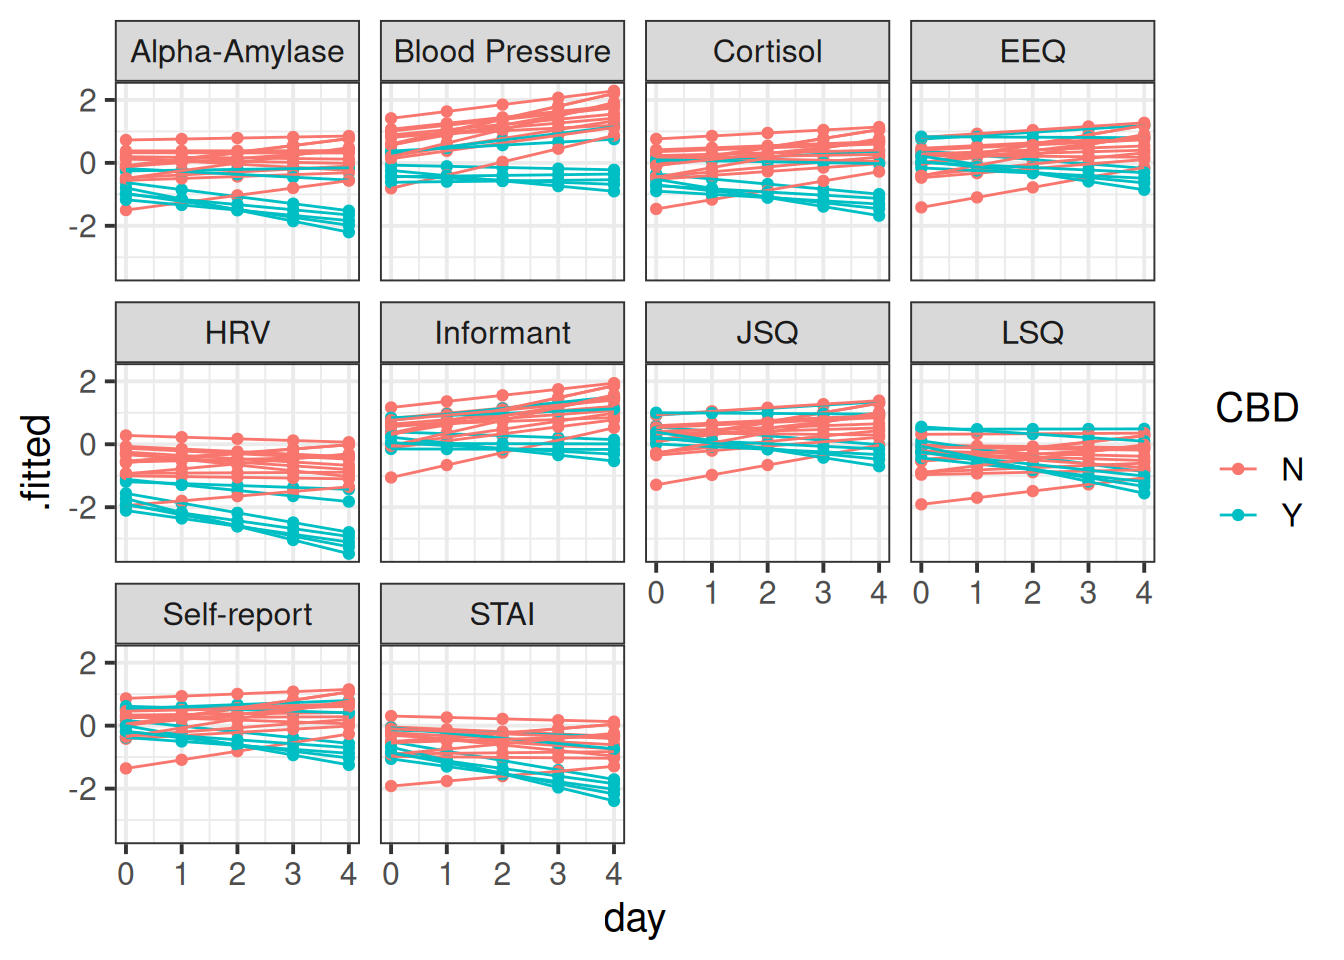 Alpha-Amylase Blood Pressure Cortisol EEQ
2
0
-2
HRV Informant JSQ LSQ
2
0
-2
0 1 2 3 4 0 1 2 3 4
Self-report STAI
2
0
-2
0 1 2 3 4 0 1 2 3 4
day
.fitted
CBD
N
Y